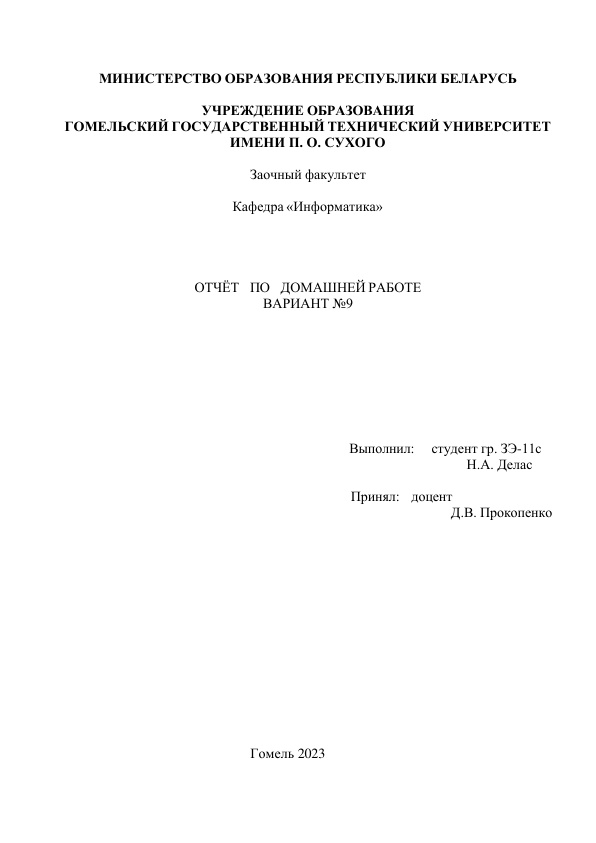 МИНИСТЕРСТВО ОБРАЗОВАНИЯ РЕСПУБЛИКИ БЕЛАРУСЬ
УЧРЕЖДЕНИЕ ОБРАЗОВАНИЯ
ГОМЕЛЬСКИЙ ГОСУДАРСТВЕННЫЙ ТЕХНИЧЕСКИЙ УНИВЕРСИТЕТ
ИМЕНИ П. О. СУХОГО
Заочный факультет
Кафедра «Информатика»
ОТЧЁТ ПО ДОМАШНЕЙ РАБОТЕ
ВАРИАНТ №9
Выполнил: студент гр. ЗЭ-11с
Н.А. Делас
Принял: доцент
Д.В. Прокопенко
Гомель 2023